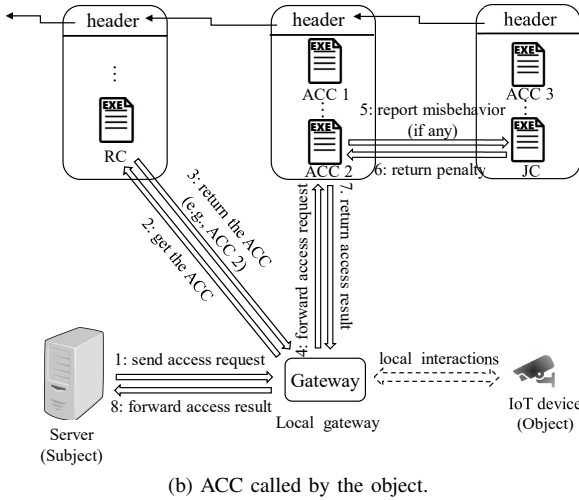 header
header
header
EXE
ACC 1
EXE
ACC 3
EXE
RC
EXE
ACC 2
EXE
JC
5: report misbehavior
(if any)
6: return penalty
3: return the ACC
(e.g., ACC 2)
2: get the ACC
4: forward access request
7. return access result
1: send access request
8: forward access result
Gateway
Local gateway
local interactions
Server
(Subject)
IoT device
(Object)
(b) ACC called by the object.